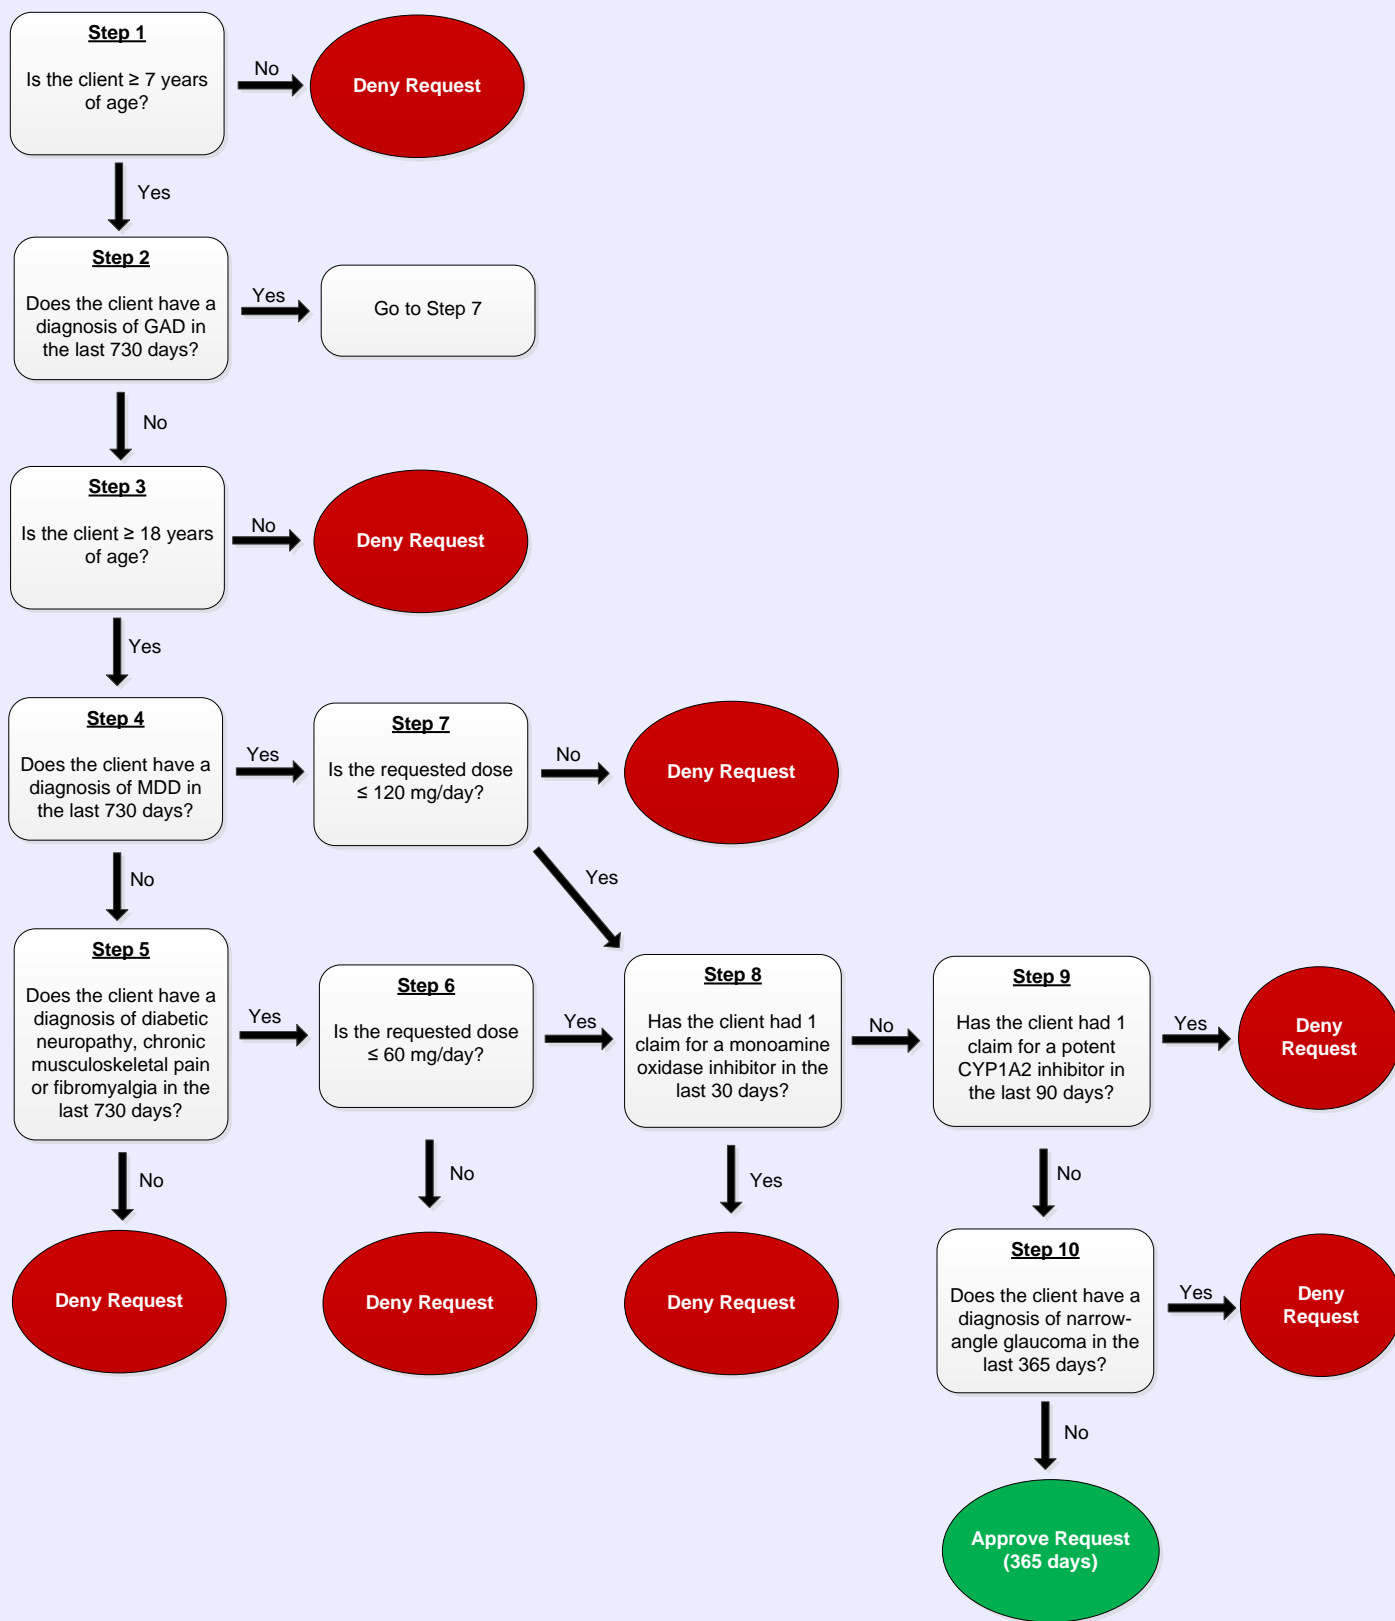 Step 1
Is the client ≥ 7 years
of age?
No
Deny Request
Yes
Step 2
Does the client have a
diagnosis of GAD in
the last 730 days?
Yes
Go to Step 7
No
Step 3
Is the client ≥ 18 years
of age?
No
Deny Request
Yes
Step 4
Does the client have a
diagnosis of MDD in
the last 730 days?
Yes
Step 7
Is the requested dose
≤ 120 mg/day?
No
Deny Request
Yes
No
Step 5
Does the client have a
diagnosis of diabetic
neuropathy, chronic
musculoskeletal pain
or fibromyalgia in the
last 730 days?
Yes
Step 6
Is the requested dose
≤ 60 mg/day?
Yes
Step 8
Has the client had 1
claim for a monoamine
oxidase inhibitor in the
last 30 days?
No
Step 9
Has the client had 1
claim for a potent
CYP1A2 inhibitor in
the last 90 days?
Yes
Deny
Request
No
Deny Request
No
Deny Request
Yes
Deny Request
No
Step 10
Does the client have a
diagnosis of narrow-
angle glaucoma in the
last 365 days?
Yes
Deny
Request
No
Approve Request
(365 days)